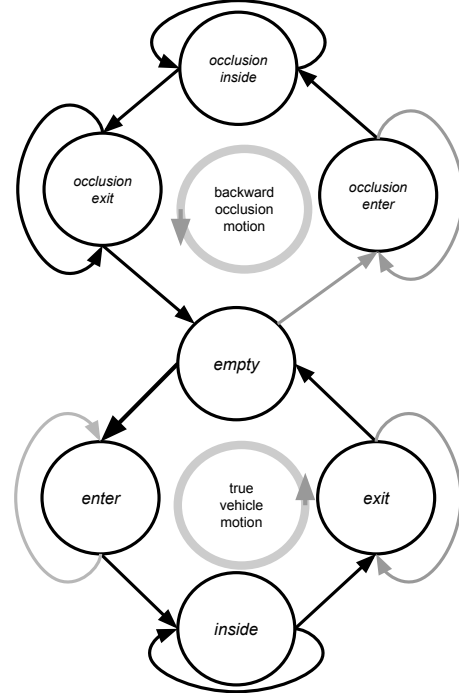 occlusion
inside
occlusion
exit
backward
occlusion
motion
occlusion
enter
empty
enter
true
vehicle
motion
exit
inside